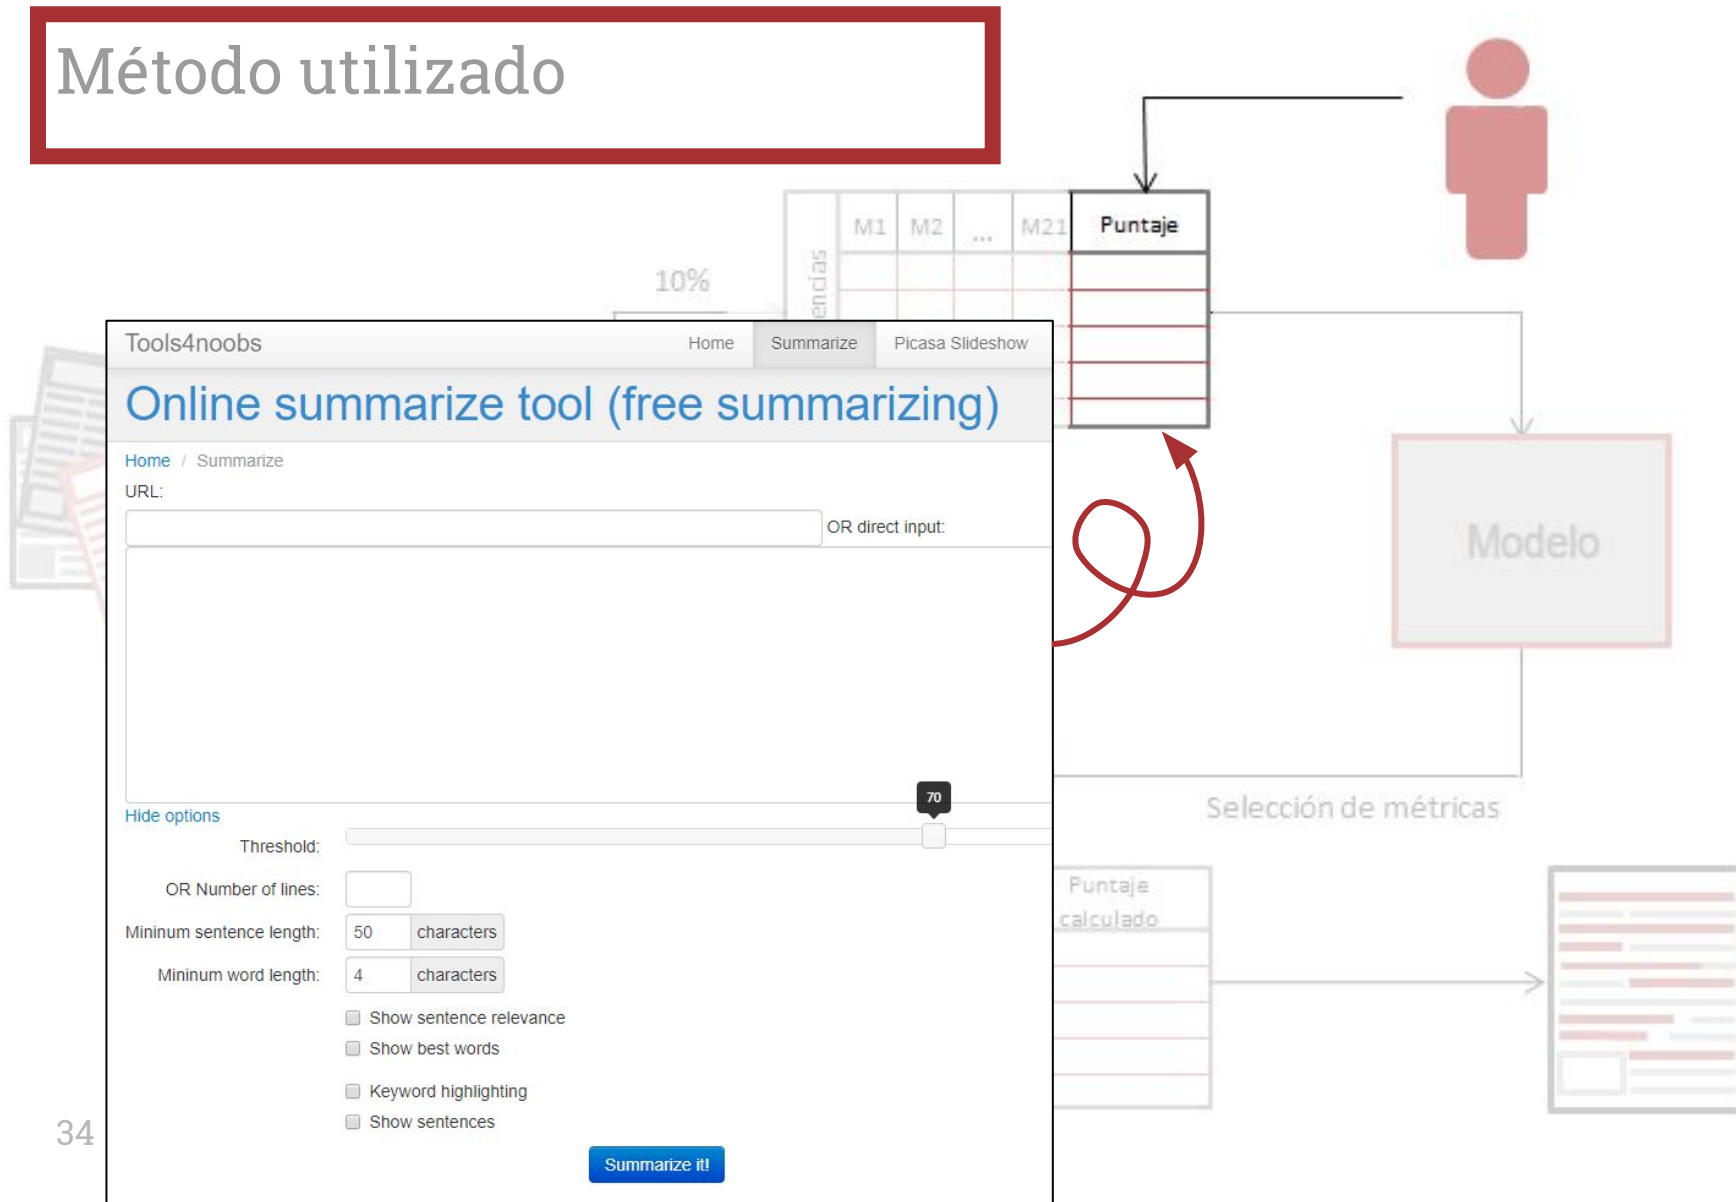 Método utilizado
M1 M2 ... M21 Puntaje
10%
encias
Tools4noobs Home Summarize Picasa Slideshow
Online summarize tool (free summarizing)
Home / Summarize
URL:
OR direct input:
Modelo
70
Hide options
Threshold:
Selección de métricas
OR Number of lines:
Puntaje
calculado
Mininum sentence length: 50 characters
Mininum word length: 4 characters
Show sentence relevance
Show best words
Keyword highlighting
Show sentences
34
Summarize it!